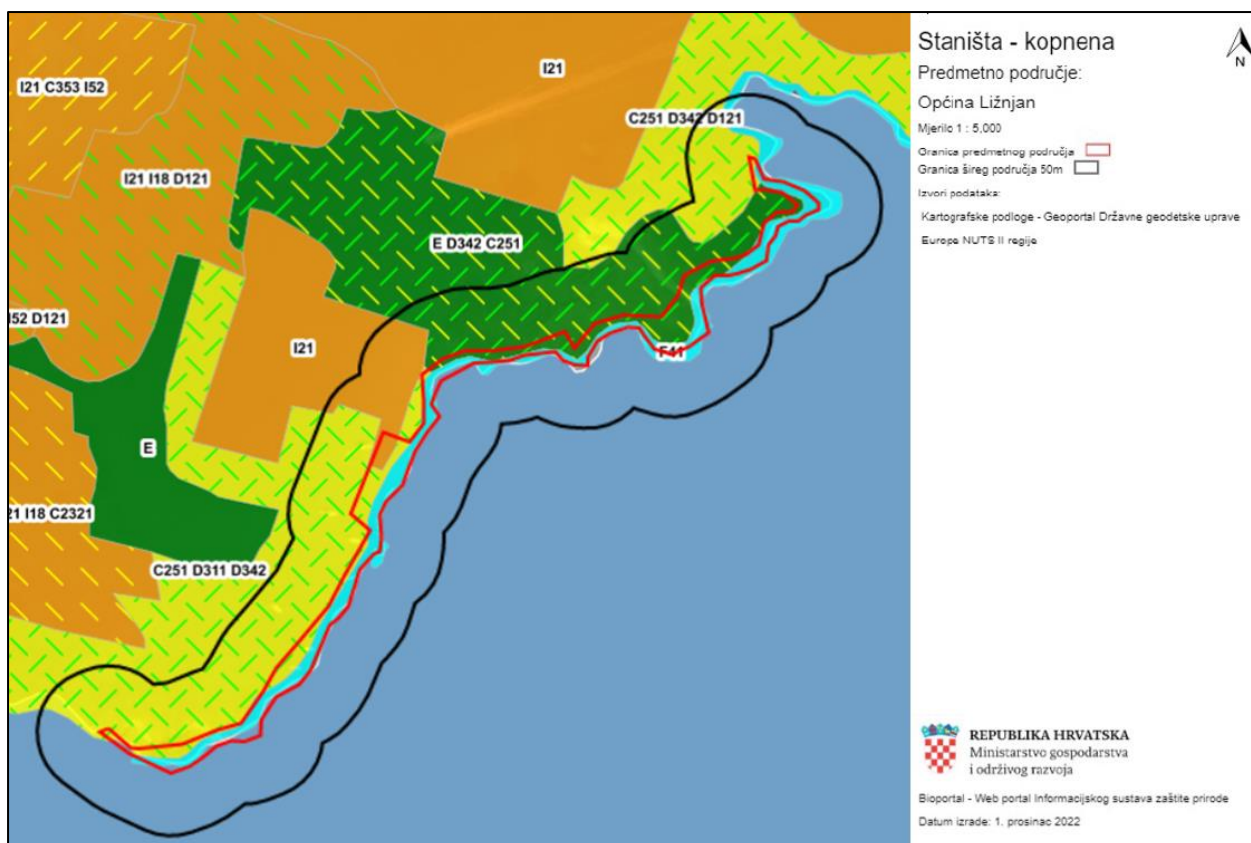 I21 C353 I52
I21
C251 D342 D121
I21 I18 D121
E D342 C251
I52 D121
I21
F41
E
21 I18 C2321
C251 D311 D342
Staništa - kopnena
N
Predmetno područje:
Općina Ližnjan
Mjerilo 1 : 5,000
Granica predmetnog područja
Granica šireg područja 50m
Izvori podataka:
Kartografske podloge - Geoportal Državne geodetske uprave
Europe NUTS II regije
REPUBLIKA HRVATSKA
Ministarstvo gospodarstva
i održivog razvoja
Bioportal - Web portal Informacijskog sustava zaštite prirode
Datum izrade: 1. prosinac 2022